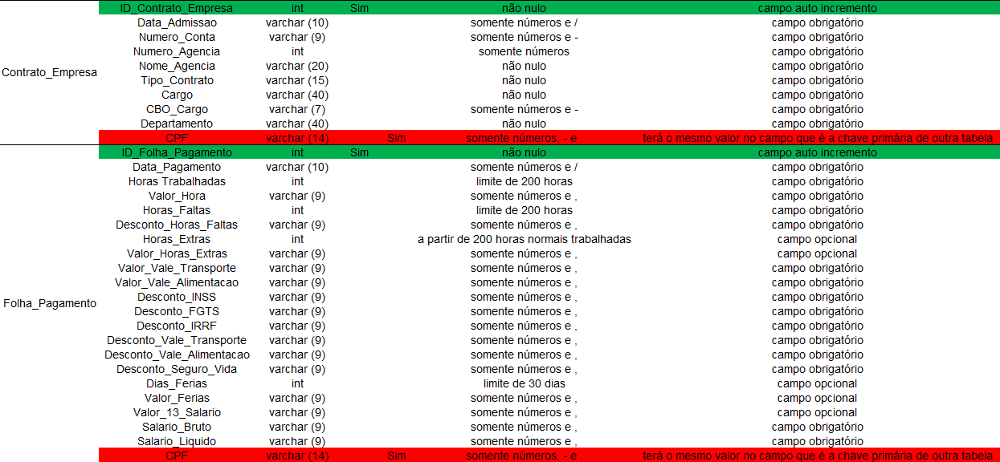 ID_Contrato_Empresa int Sim não nulo campo auto incremento
Data_Admissao varchar (10) somente números e / campo obrigatório
Numero_Conta varchar (9) somente números e - campo obrigatório
Numero_Agencia int somente números campo obrigatório
Nome_Agencia varchar (20) não nulo campo obrigatório
Contrato_Empresa
Tipo_Contrato varchar (15) não nulo campo obrigatório
Cargo varchar (40) não nulo campo obrigatório
CBO_Cargo varchar (7) somente números e - campo obrigatório
Departamento varchar (40) não nulo campo obrigatório
CPF varchar (14) Sim somente números, - e . terá o mesmo valor no campo que é a chave primária de outra tabela
ID_Folha_Pagamento int Sim não nulo campo auto incremento
Data_Pagamento varchar (10) somente números e / campo obrigatório
Horas Trabalhadas int limite de 200 horas campo obrigatório
Valor_Hora varchar (9) somente números e , campo obrigatório
Horas_Faltas int limite de 200 horas campo obrigatório
Desconto_Horas_Faltas varchar (9) somente números e , campo obrigatório
Horas_Extras int a partir de 200 horas normais trabalhadas campo opcional
Valor_Horas_Extras varchar (9) somente números e , campo opcional
Valor_Vale_Transporte varchar (9) somente números e , campo obrigatório
Valor_Vale_Alimentacao varchar (9) somente números e , campo obrigatório
Desconto_INSS varchar (9) somente números e , campo obrigatório
Folha_Pagamento
Desconto_FGTS varchar (9) somente números e , campo obrigatório
Desconto_IRRF varchar (9) somente números e , campo obrigatório
Desconto_Vale_Transporte varchar (9) somente números e , campo obrigatório
Desconto_Vale_Alimentacao varchar (9) somente números e , campo obrigatório
Desconto_Seguro_Vida varchar (9) somente números e , campo obrigatório
Dias_Ferias int limite de 30 dias campo opcional
Valor_Ferias varchar (9) somente números e , campo opcional
Valor_13_Salario varchar (9) somente números e , campo opcional
Salario_Bruto varchar (9) somente números e , campo obrigatório
Salario_Liquido varchar (9) somente números e , campo obrigatório
CPF varchar (14) Sim somente números, - e . terá o mesmo valor no campo que é a chave primária de outra tabela